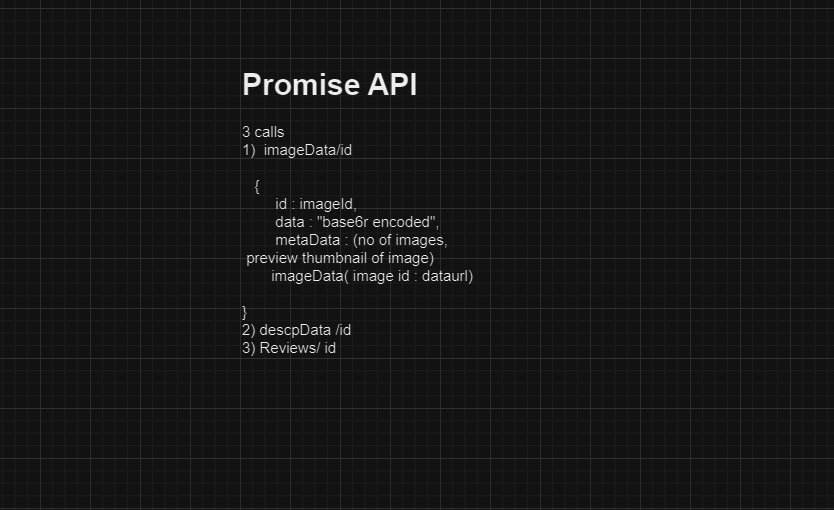 Promise API
3 calls
1)  imageData/id
{
id : imageId,
data : "base6r encoded",
metaData : (no of images,
preview thumbnail of image)
imageData( image id : dataurl)
}
2) descpData /id
3) Reviews/ id